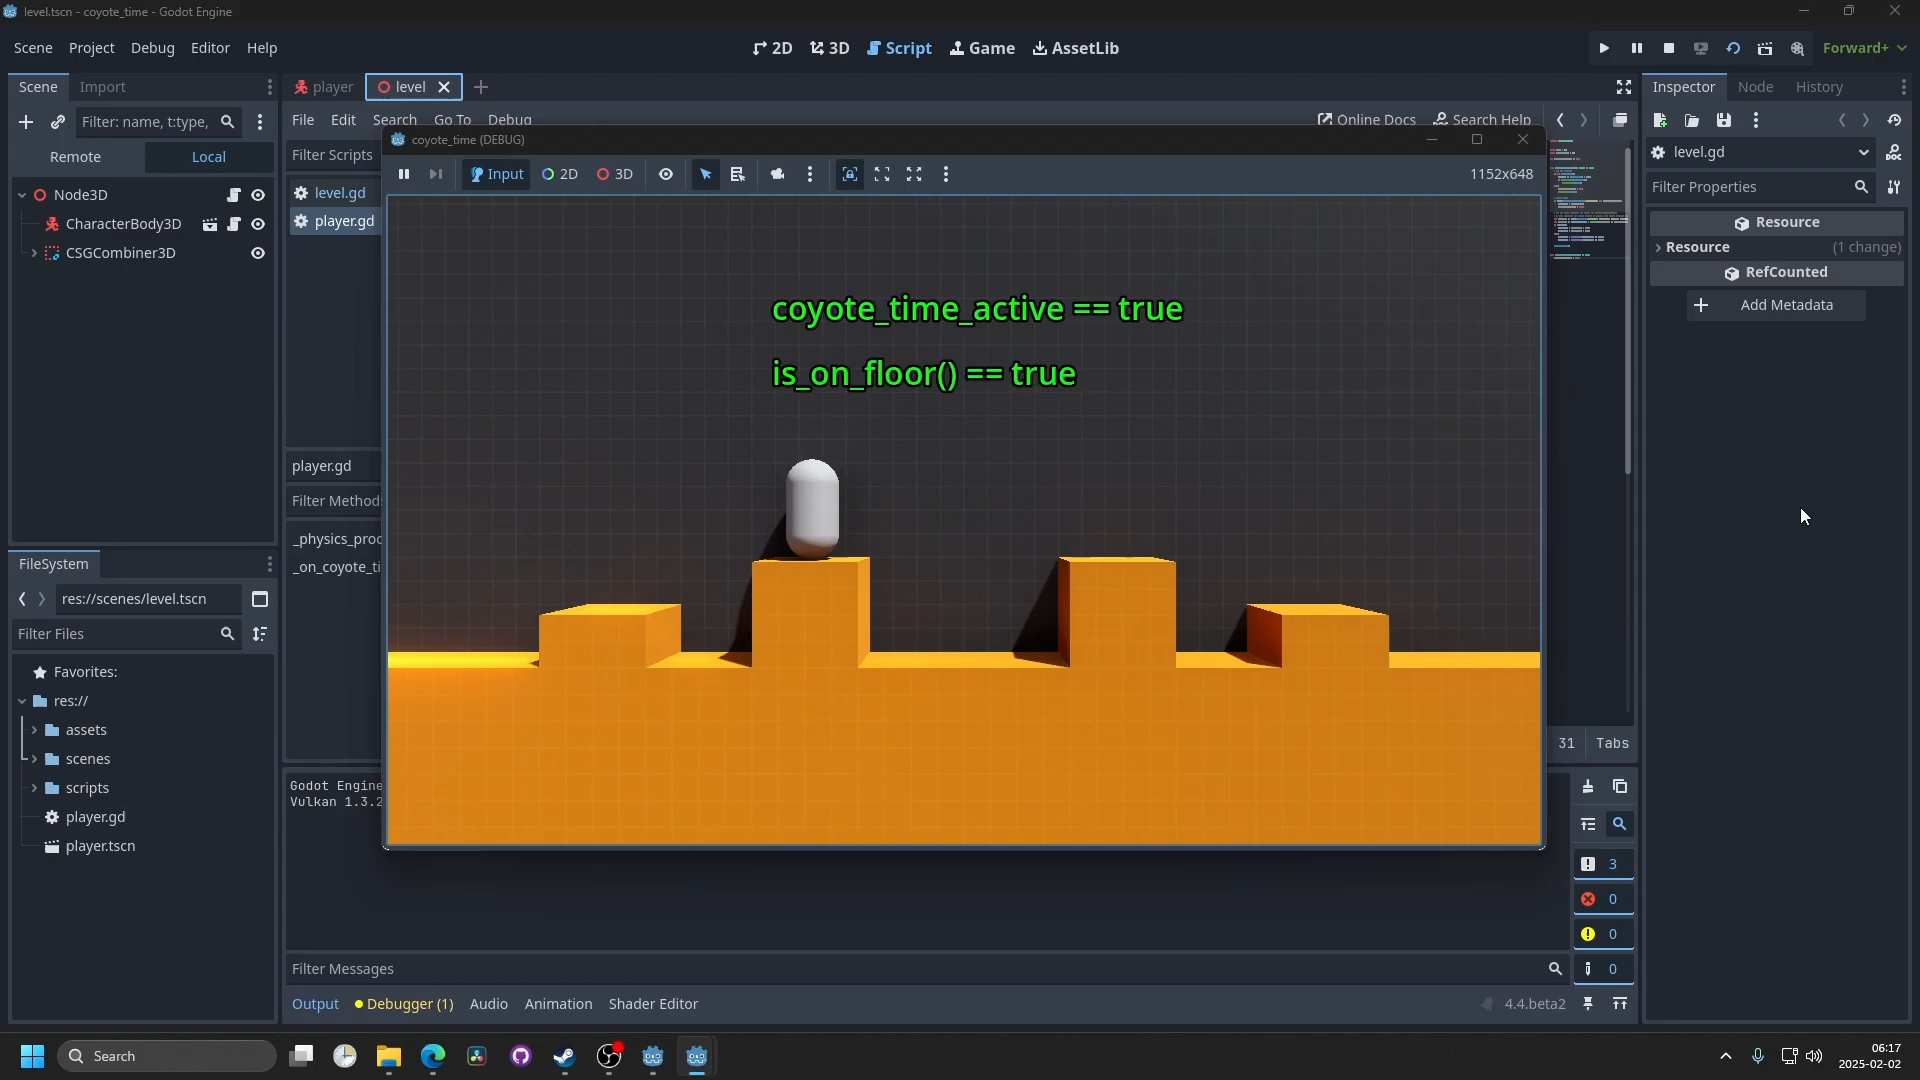 level.tscn - coyote_time - Godot Engine
Scene Project Debug Editor Help
2D 3D Script Game AssetLib
Forward+
Scene Import
player level
Inspector Node History
Filter: name, t:type,
File Edit Search Go To Debug
Online Docs Search Help
coyote_time (DEBUG)
Remote Local
Filter Scripts
level.gd
Input 2D 3D
1152x648
Filter Properties
Node3D
CharacterBody3D
CSGCombiner3D
level.gd
player.gd
Resource
Resource (1 change)
RefCounted
Add Metadata
coyote_time_active == true
is_on_floor() == true
player.gd
Filter Methods
_physics_proc
_on_coyote_ti
FileSystem
res://scenes/level.tscn
Filter Files
Favorites:
res://
assets
scenes
scripts
player.gd
player.tscn
31 Tabs
Godot Engine
Vulkan 1.3.2
3
0
0
0
Filter Messages
Output Debugger (1) Audio Animation Shader Editor
4.4.beta2
Search
06:17
2025-02-02